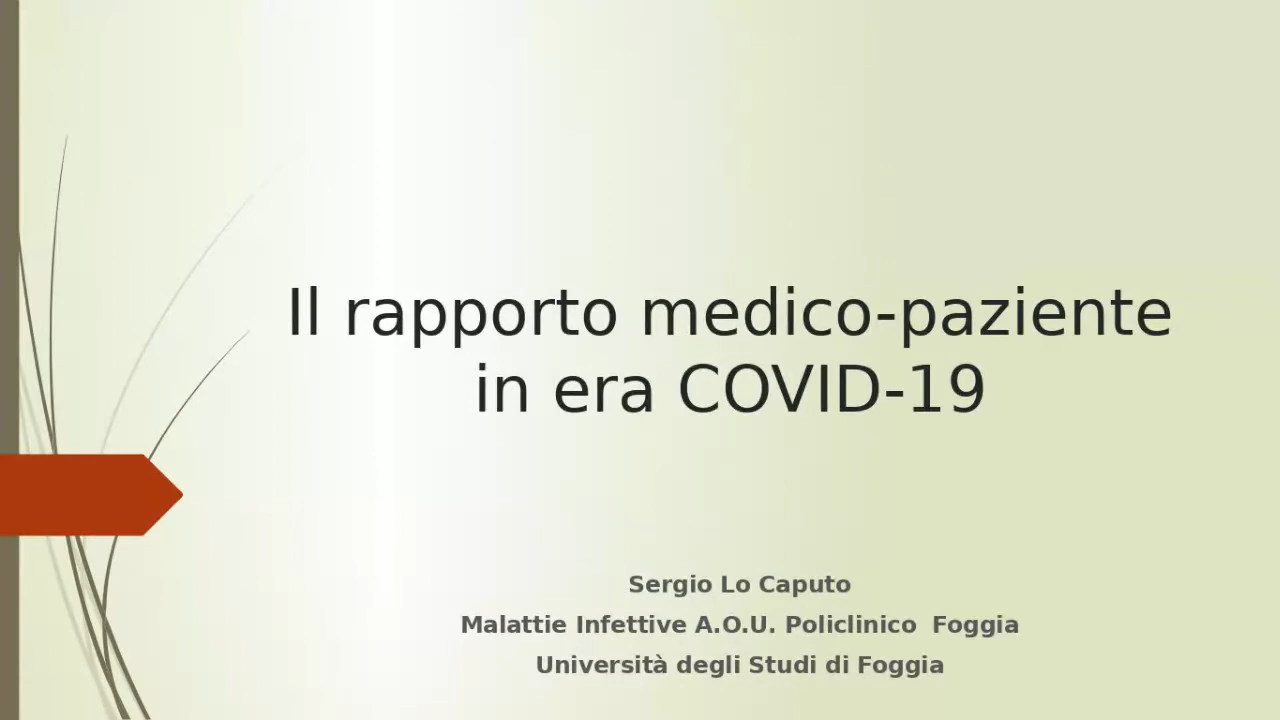 Il rapporto medico-paziente
in era COVID-19
Sergio Lo Caputo
Malattie Infettive A.O.U. Policlinico  Foggia
Università degli Studi di Foggia